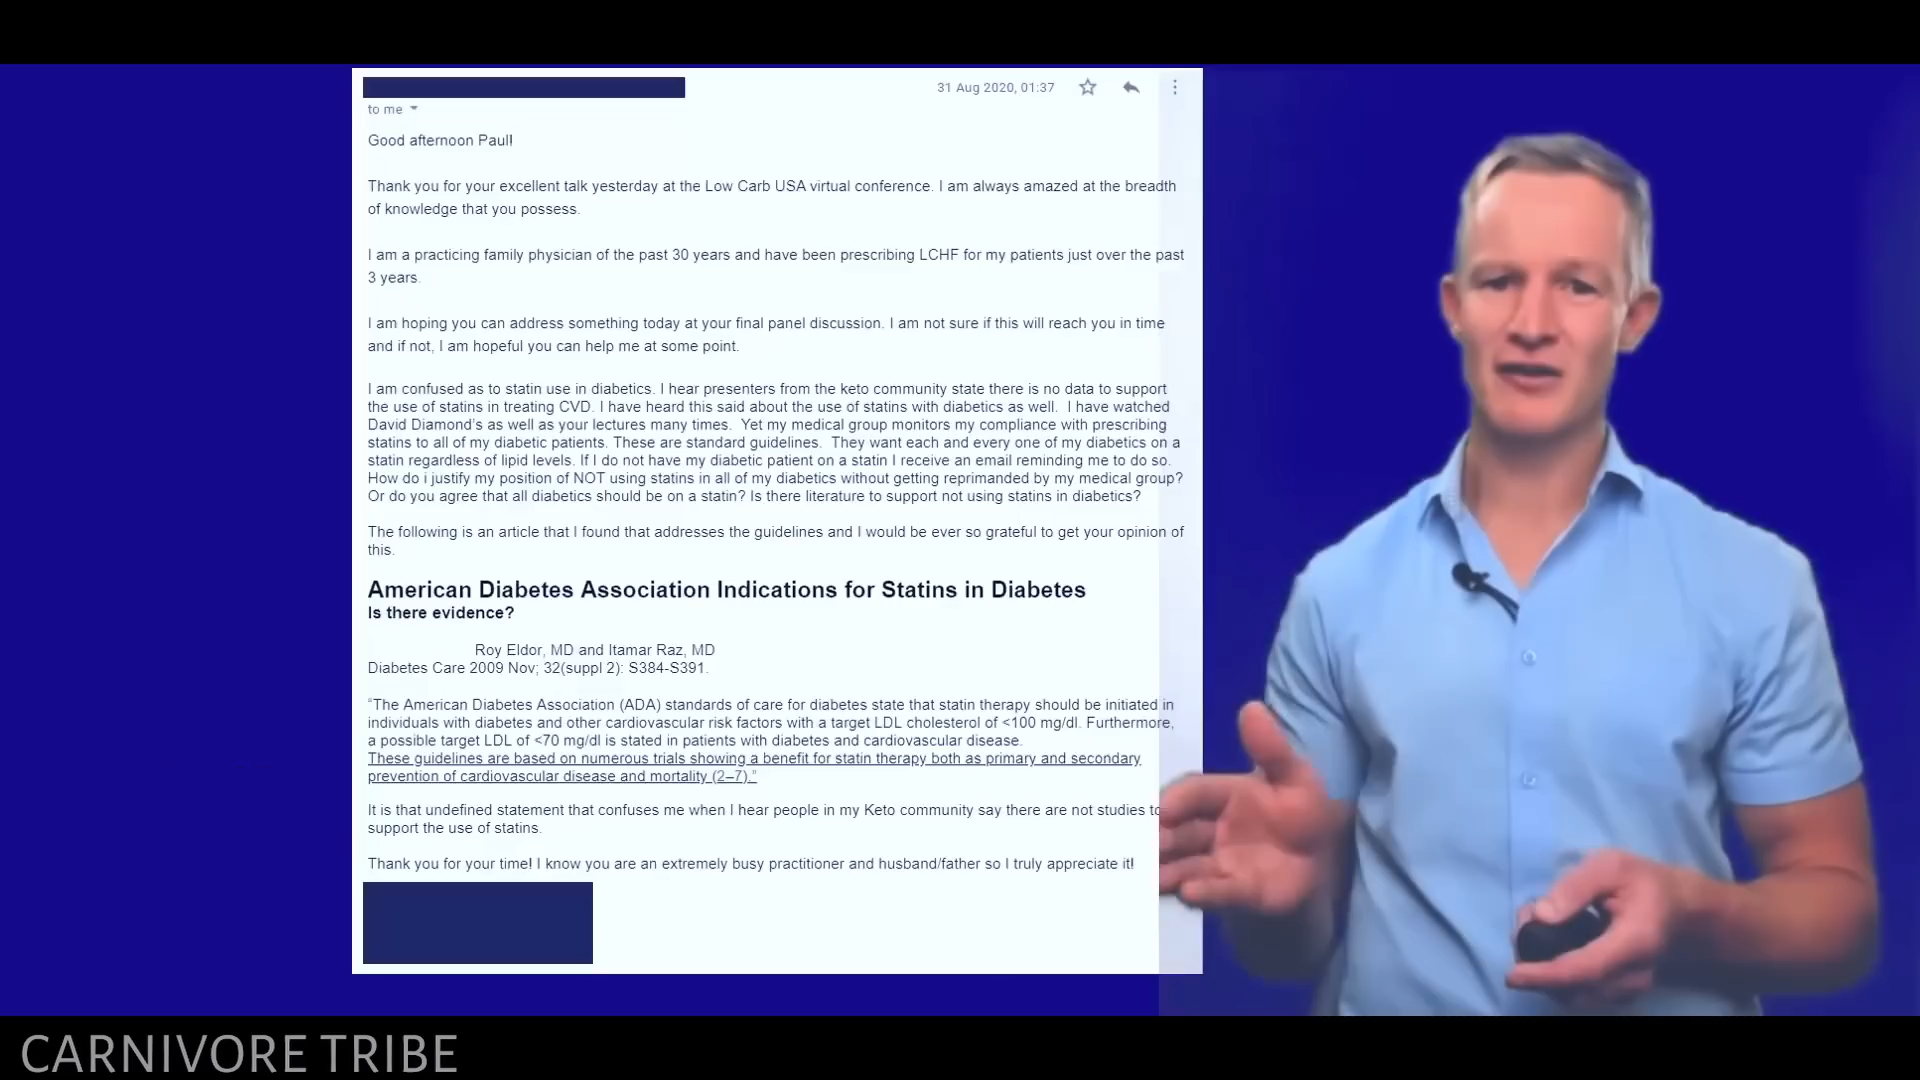 31 Aug 2020, 01:37
to me
Good afternoon Paul!
Thank you for your excellent talk yesterday at the Low Carb USA virtual conference. I am always amazed at the breadth
of knowledge that you possess.
I am a practicing family physician of the past 30 years and have been prescribing LCHF for my patients just over the past
3 years.
I am hoping you can address something today at your final panel discussion. I am not sure if this will reach you in time
and if not, I am hopeful you can help me at some point.
I am confused as to statin use in diabetics. I hear presenters from the keto community state there is no data to support
the use of statins in treating CVD. I have heard this said about the use of statins with diabetics as well. I have watched
David Diamond's as well as your lectures many times. Yet my medical group monitors my compliance with prescribing
statins to all of my diabetic patients. These are standard guidelines. They want each and every one of my diabetics on a
statin regardless of lipid levels. If I do not have my diabetic patient on a statin I receive an email reminding me to do so.
How do i justify my position of NOT using statins in all of my diabetics without getting reprimanded by my medical group?
Or do you agree that all diabetics should be on a statin? Is there literature to support not using statins in diabetics?
The following is an article that I found that addresses the guidelines and I would be ever so grateful to get your opinion of
this.
American Diabetes Association Indications for Statins in Diabetes
Is there evidence?
Roy Eldor, MD and Itamar Raz, MD
Diabetes Care 2009 Nov; 32(suppl 2): S384-S391.
"The American Diabetes Association (ADA) standards of care for diabetes state that statin therapy should be initiated in
individuals with diabetes and other cardiovascular risk factors with a target LDL cholesterol of <100 mg/dl. Furthermore,
a possible target LDL of <70 mg/dl is stated in patients with diabetes and cardiovascular disease.
These guidelines are based on numerous trials showing a benefit for statin therapy both as primary and secondary
prevention of cardiovascular disease and mortality (2–7)."
It is that undefined statement that confuses me when I hear people in my Keto community say there are not studies to
support the use of statins.
Thank you for your time! I know you are an extremely busy practitioner and husband/father so I truly appreciate it!
CARNIVORE TRIBE